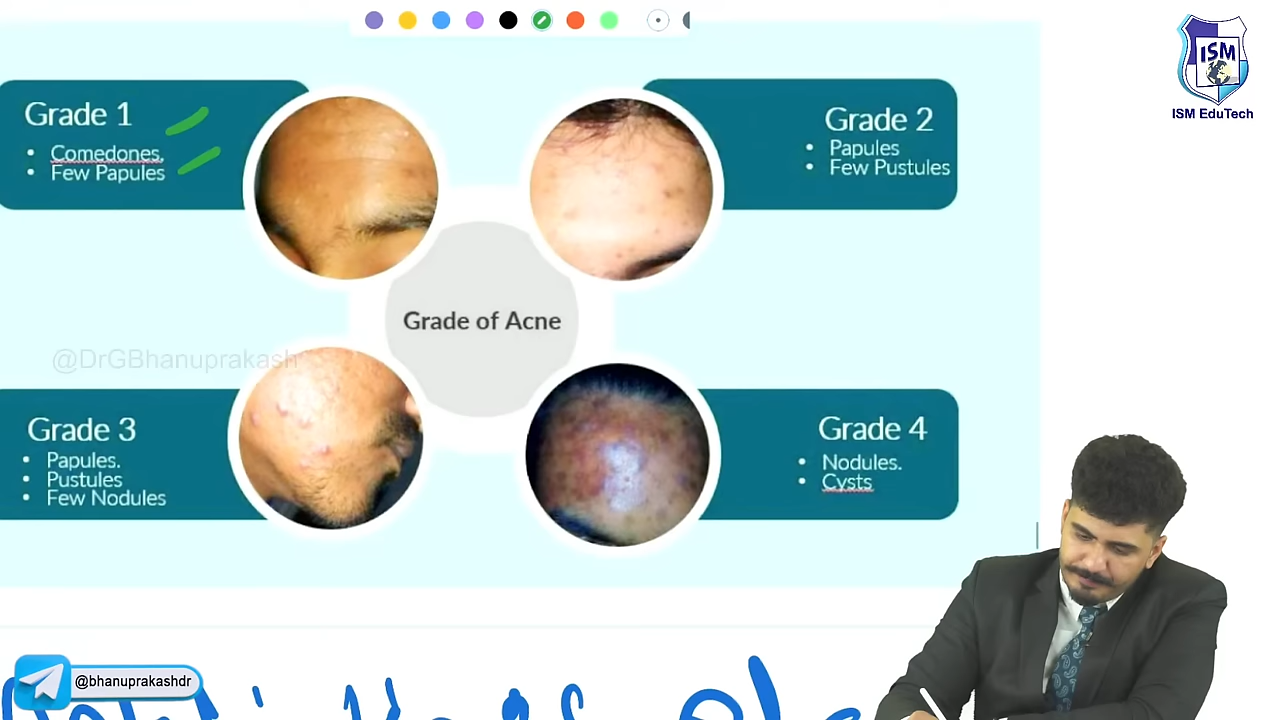 ISM
ISM EduTech
Grade 1
• Comedones.
• Few Papules
Grade 2
• Papules
• Few Pustules
Grade of Acne
@DrGBhanuprakash
Grade 3
• Papules.
• Pustules
• Few Nodules
Grade 4
• Nodules.
• Cysts
@bhanuprakashdr